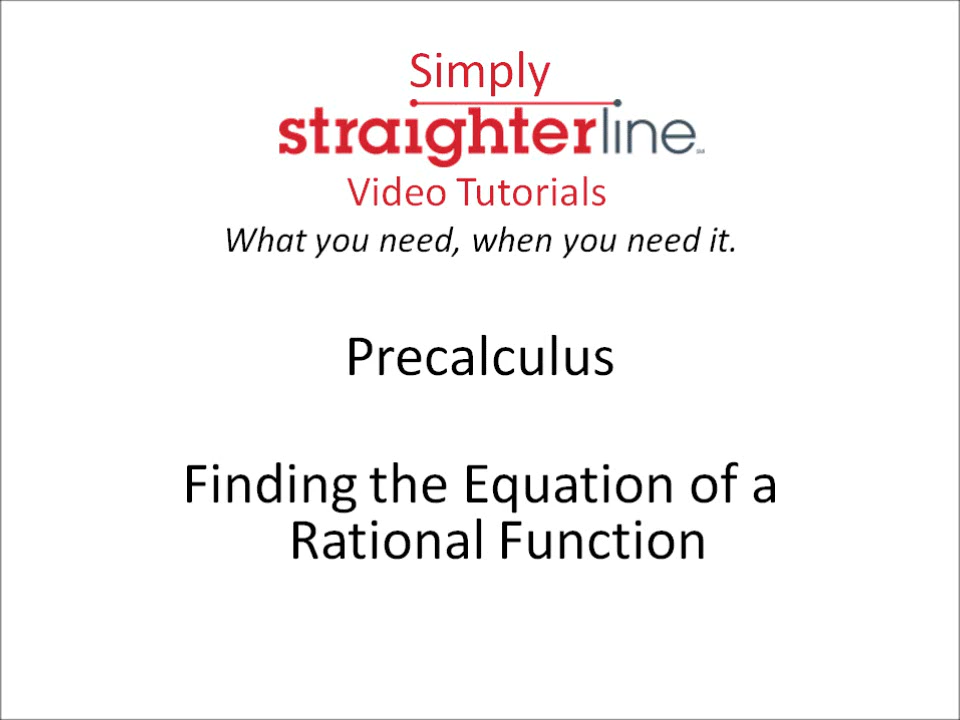 Simply
straighterline
Video Tutorials
What you need, when you need it.
Precalculus
Finding the Equation of a
Rational Function